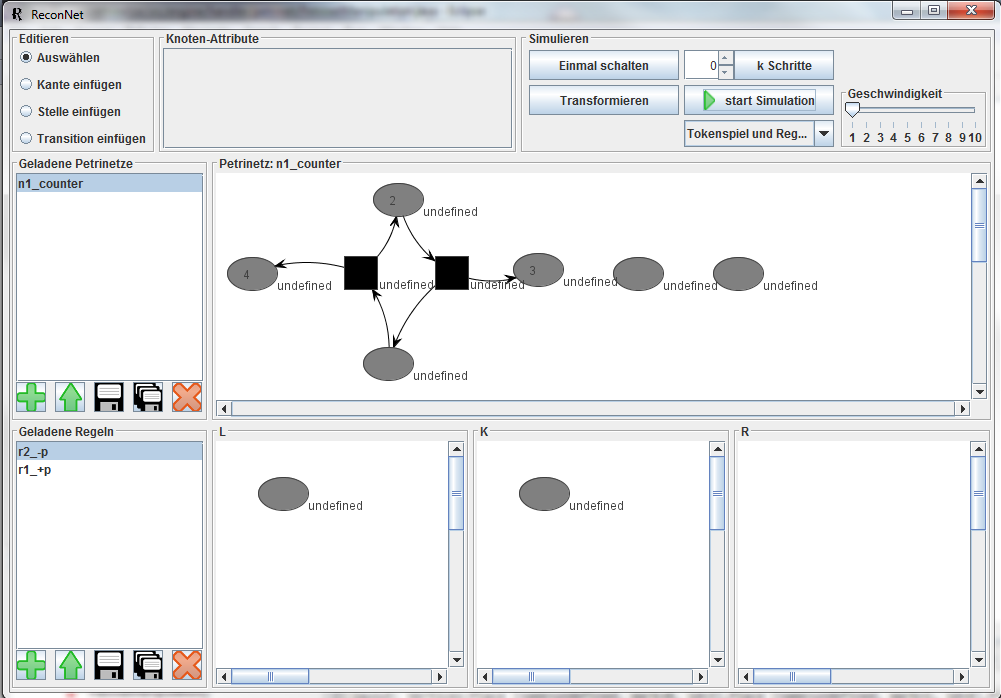 ReconNet
Editieren
Auswählen
Kante einfügen
Stelle einfügen
Transition einfügen
Knoten-Attribute
Simulieren
Einmal schalten
0
k Schritte
Transformieren
start Simulation
Tokenspiel und Reg...
Geschwindigkeit
1 2 3 4 5 6 7 8 9 10
Geladene Petrinetze
n1_counter
Petrinetz: n1_counter
2
undefined
4
undefined
undefined
undefined
3
undefined
undefined
undefined
undefined
Geladene Regeln
r2_-p
r1_+p
L
undefined
K
undefined
R